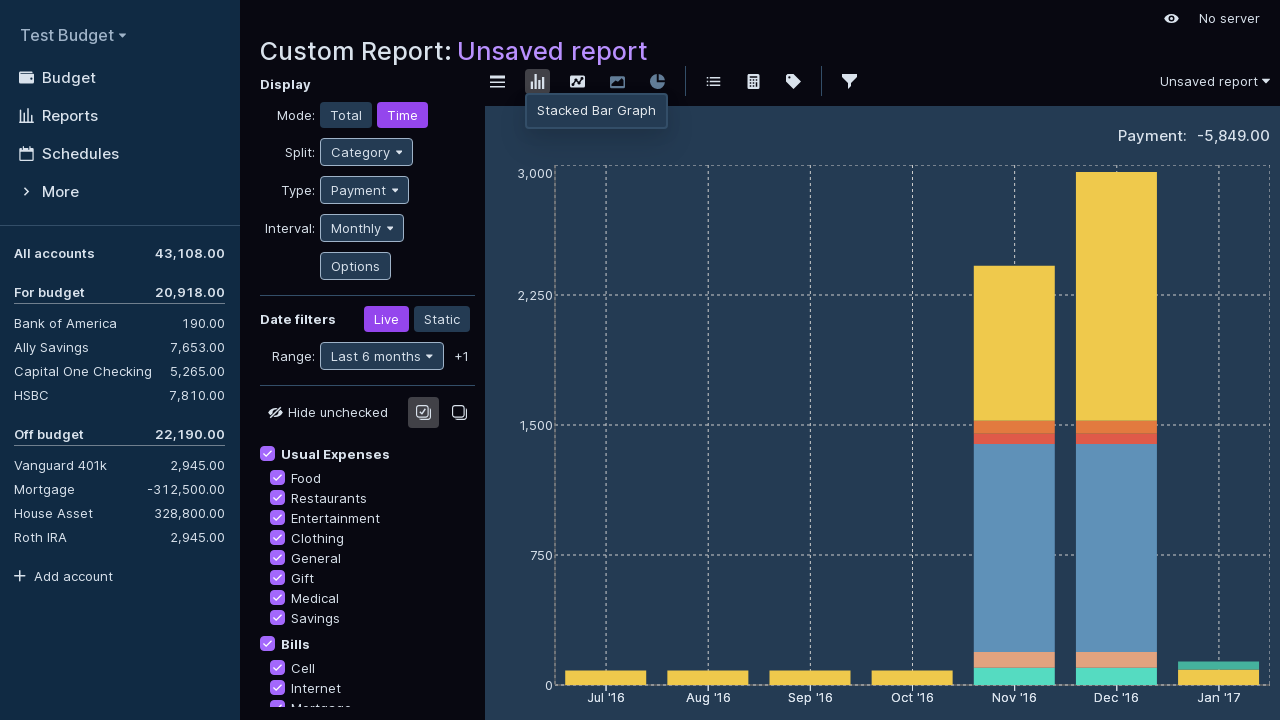 Test Budget
Budget
Reports
Schedules
More
All accounts 43,108.00
For budget 20,918.00
Bank of America 190.00
Ally Savings 7,653.00
Capital One Checking 5,265.00
HSBC 7,810.00
Off budget 22,190.00
Vanguard 401k 2,945.00
Mortgage -312,500.00
House Asset 328,800.00
Roth IRA 2,945.00
Add account
No server
Custom Report: Unsaved report
Display
Mode: Total Time
Split: Category
Type: Payment
Interval: Monthly
Options
Date filters Live Static
Range: Last 6 months +1
Hide unchecked
Usual Expenses
Food
Restaurants
Entertainment
Clothing
General
Gift
Medical
Savings
Bills
Cell
Internet
Mortgage
Unsaved report
Stacked Bar Graph
Payment: -5,849.00
3,000
2,250
1,500
750
0
Jul '16 Aug '16 Sep '16 Oct '16 Nov '16 Dec '16 Jan '17